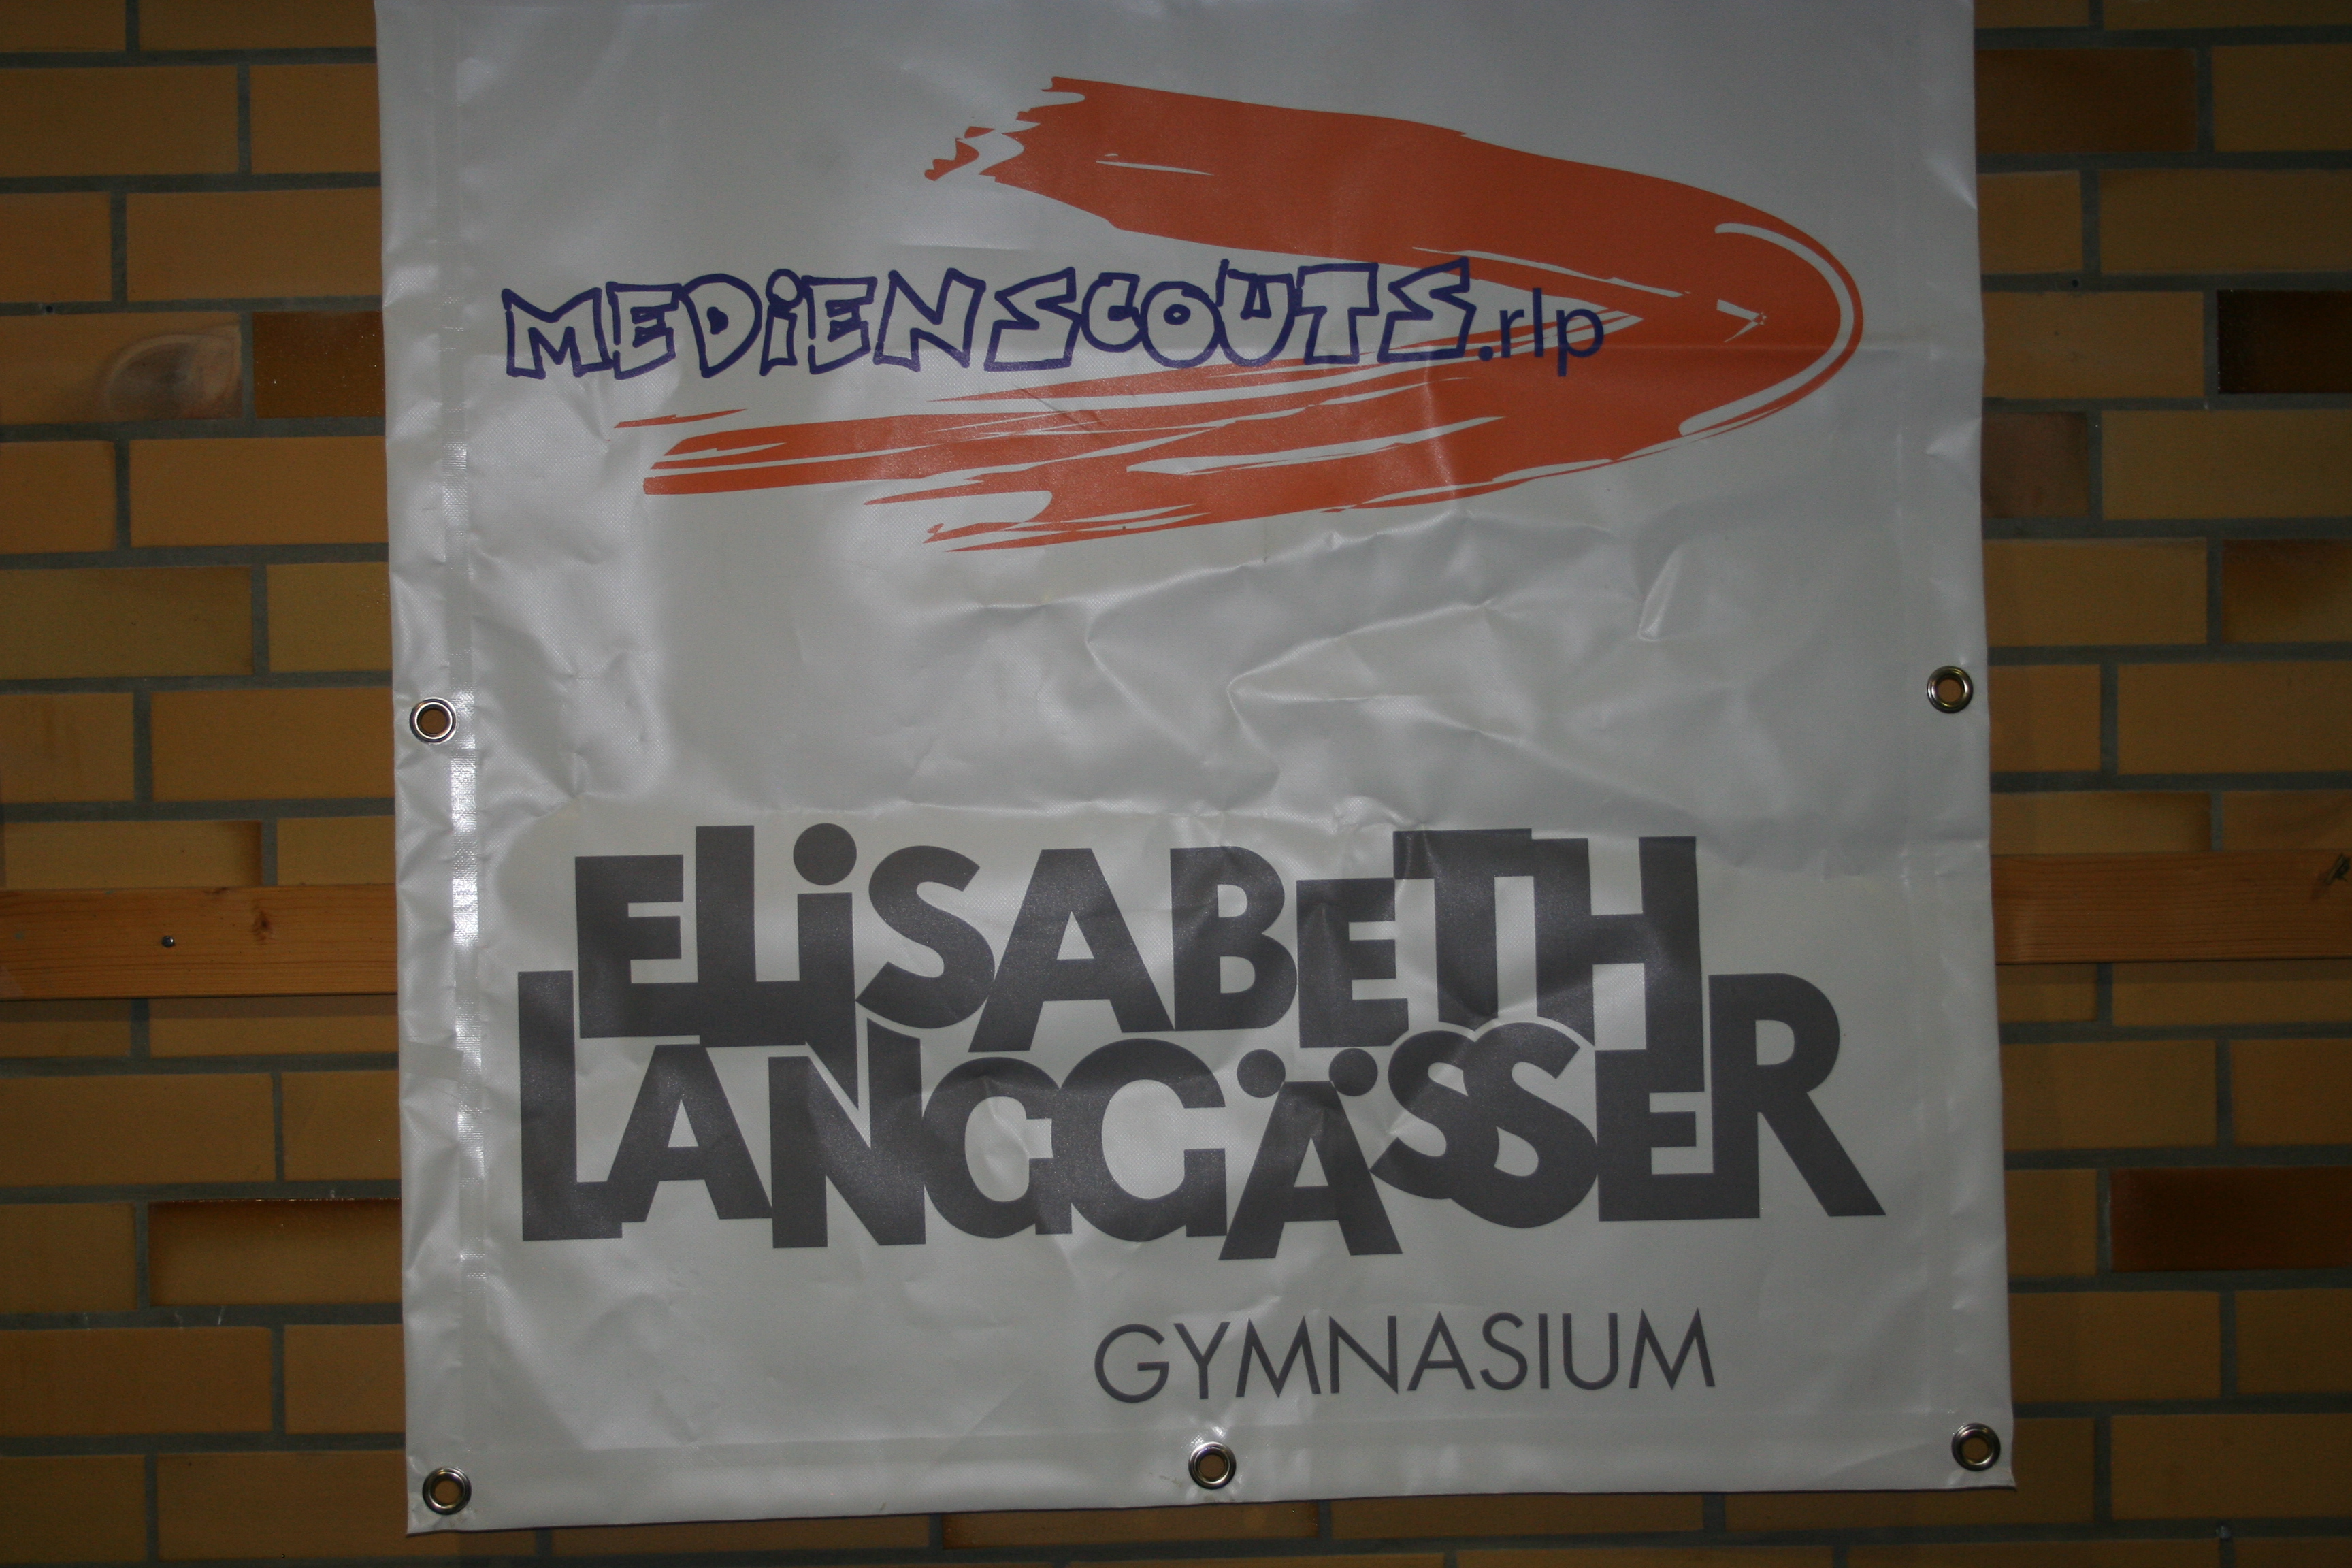 MEDiENSCOUTS.rlp
ELiSABETH
LANGGÄSSER
GYMNASIUM